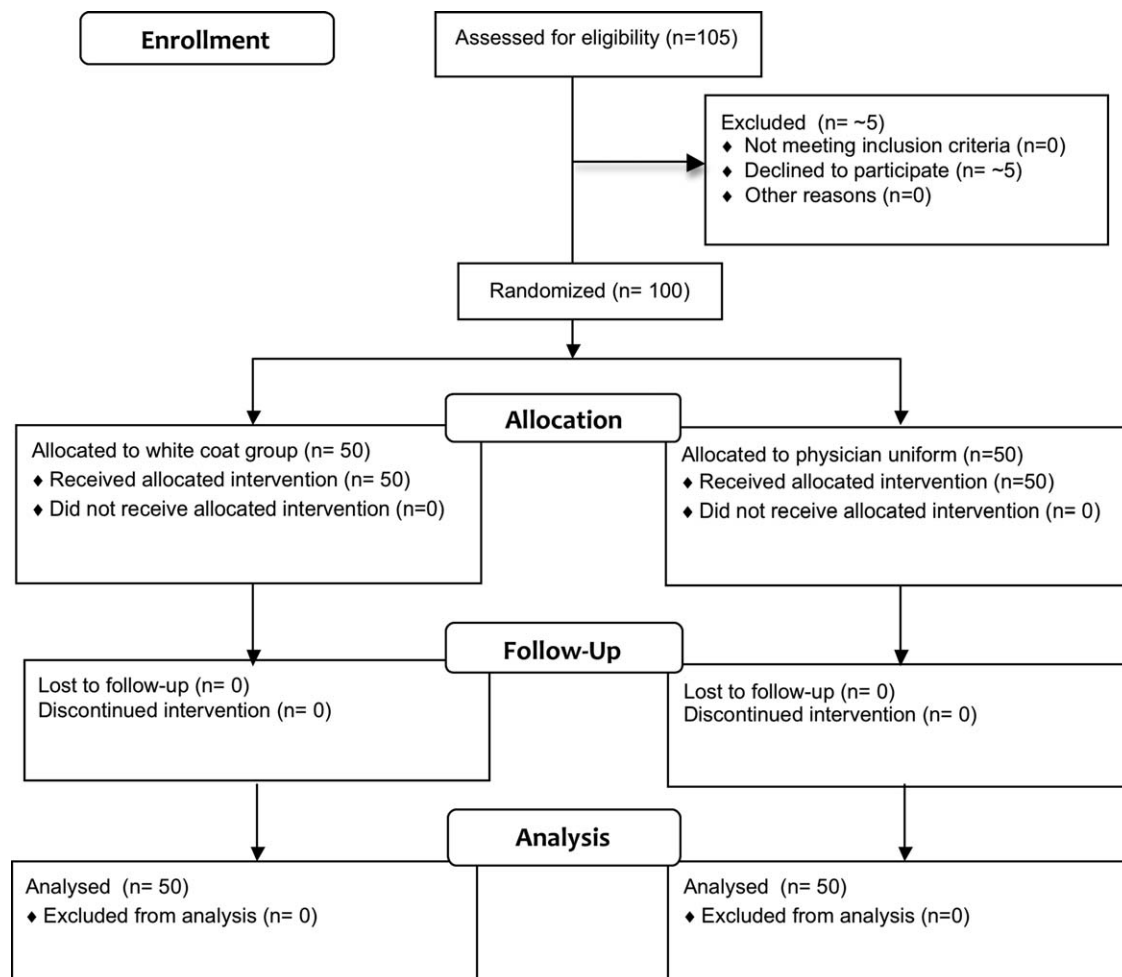 Enrollment
Assessed for eligibility (n=105)
Excluded (n= ~5)
♦ Not meeting inclusion criteria (n=0)
♦ Declined to participate (n= ~5)
♦ Other reasons (n=0)
Randomized (n= 100)
Allocation
Allocated to white coat group (n= 50)
♦ Received allocated intervention (n= 50)
♦ Did not receive allocated intervention (n=0)
Allocated to physician uniform (n=50)
♦ Received allocated intervention (n=50)
♦ Did not receive allocated intervention (n= 0)
Follow-Up
Lost to follow-up (n= 0)
Discontinued intervention (n= 0)
Lost to follow-up (n= 0)
Discontinued intervention (n= 0)
Analysis
Analysed (n= 50)
♦ Excluded from analysis (n= 0)
Analysed (n= 50)
♦ Excluded from analysis (n=0)